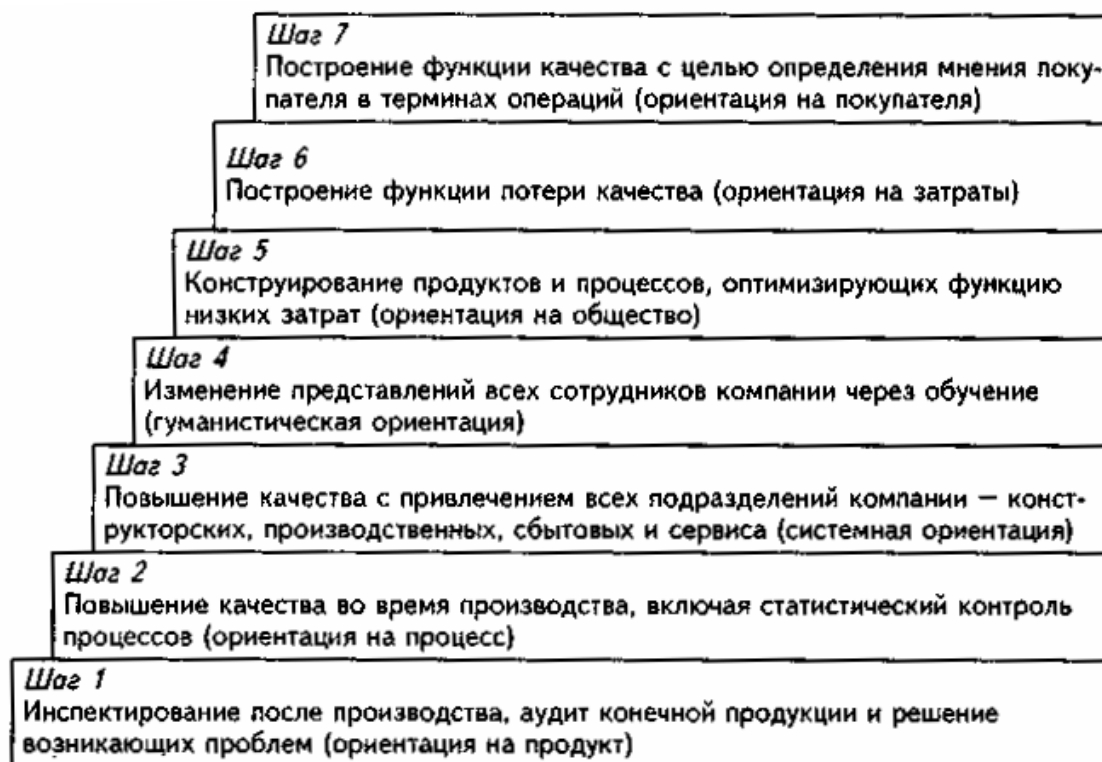 Шаг 7
Построение функции качества с целью определения мнения поку-
пателя в терминах операций (ориентация на покупателя)
Шаг 6
Построение функции потери качества (ориентация на затраты)
Шаг 5
Конструирование продуктов и процессов, оптимизирующих функцию
низких затрат (ориентация на общество)
Шаг 4
Изменение представлений всех сотрудников компании через обучение
(гуманистическая ориентация)
Шаг 3
Повышение качества с привлечением всех подразделений компании — конст-
рукторских, производственных, сбытовых и сервиса (системная ориентация)
Шаг 2
Повышение качества во время производства, включая статистический контроль
процессов (ориентация на процесс)
Шаг 1
Инспектирование после производства, аудит конечной продукции и решение
возникающих проблем (ориентация на продукт)